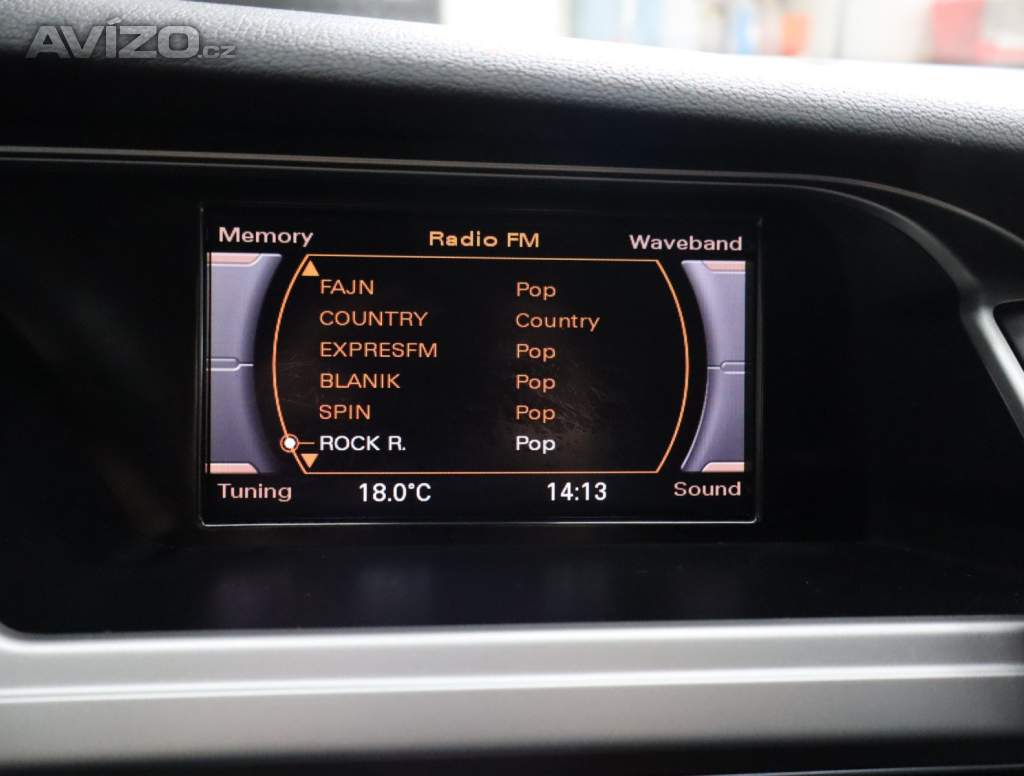 AVÍZO.cz
Memory Radio FM Waveband
FAJN Pop
COUNTRY Country
EXPRESFM Pop
BLANIK Pop
SPIN Pop
ROCK R. Pop
Tuning 18.0°C 14:13 Sound